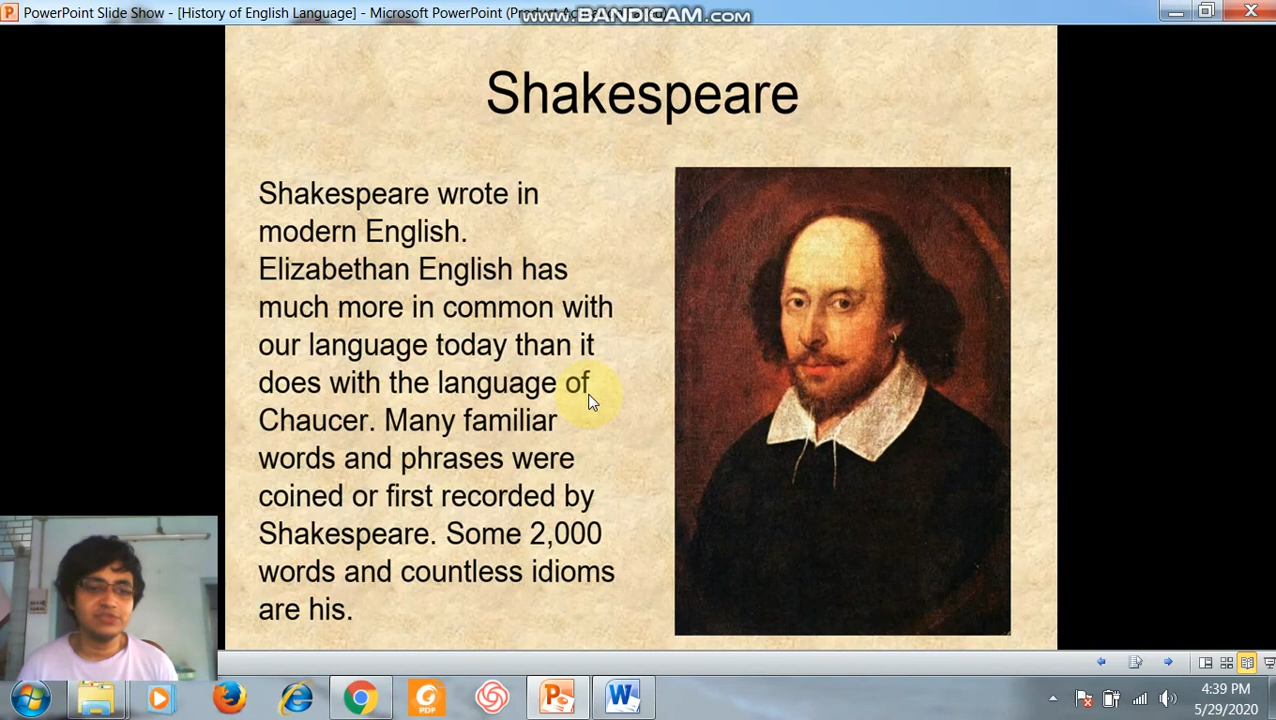 PowerPoint Slide Show - [History of English Language] - Microsoft PowerPoint (Product
www.BANDICAM.com
Shakespeare
Shakespeare wrote in
modern English.
Elizabethan English has
much more in common with
our language today than it
does with the language of
Chaucer. Many familiar
words and phrases were
coined or first recorded by
Shakespeare. Some 2,000
words and countless idioms
are his.
PDF
4:39 PM
5/29/2020